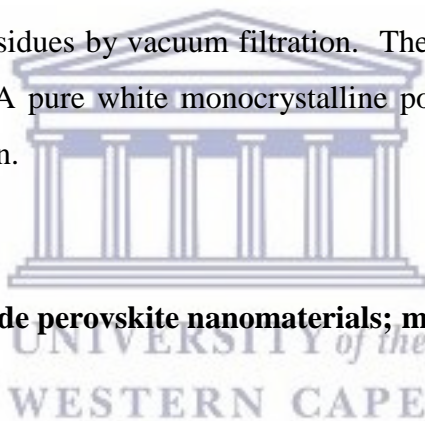 sidues by vacuum filtration. The
A pure white monocrystalline po
n.
de perovskite nanomaterials; m
UNIVERSITY of the
WESTERN CAPE